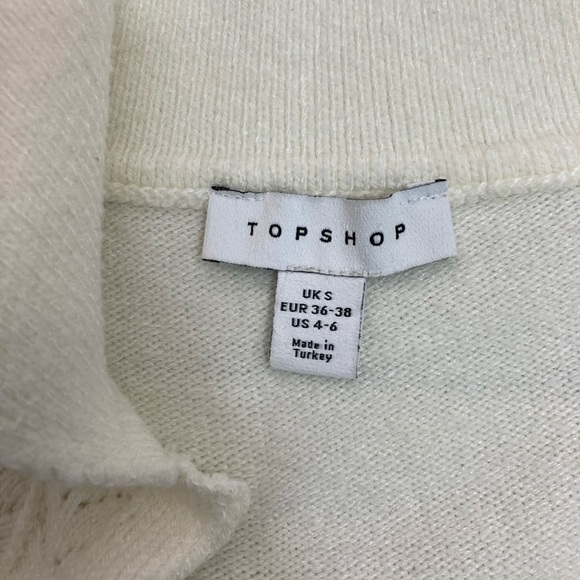 TOPSHOP
UK S
EUR 36-38
US 4-6
Made in
Turkey